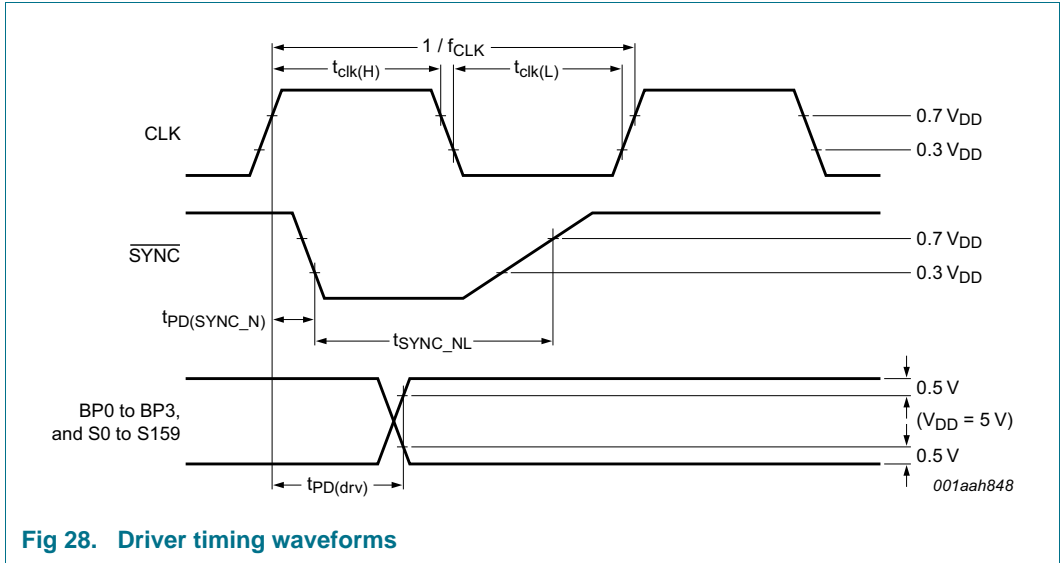 1 / fCLK
tclk(H)
tclk(L)
CLK
0.7 VDD
0.3 VDD
SYNC
0.7 VDD
0.3 VDD
tPD(SYNC_N)
tSYNC_NL
BP0 to BP3,
and S0 to S159
0.5 V
(VDD = 5 V)
0.5 V
tPD(drv)
001aah848
Fig 28. Driver timing waveforms